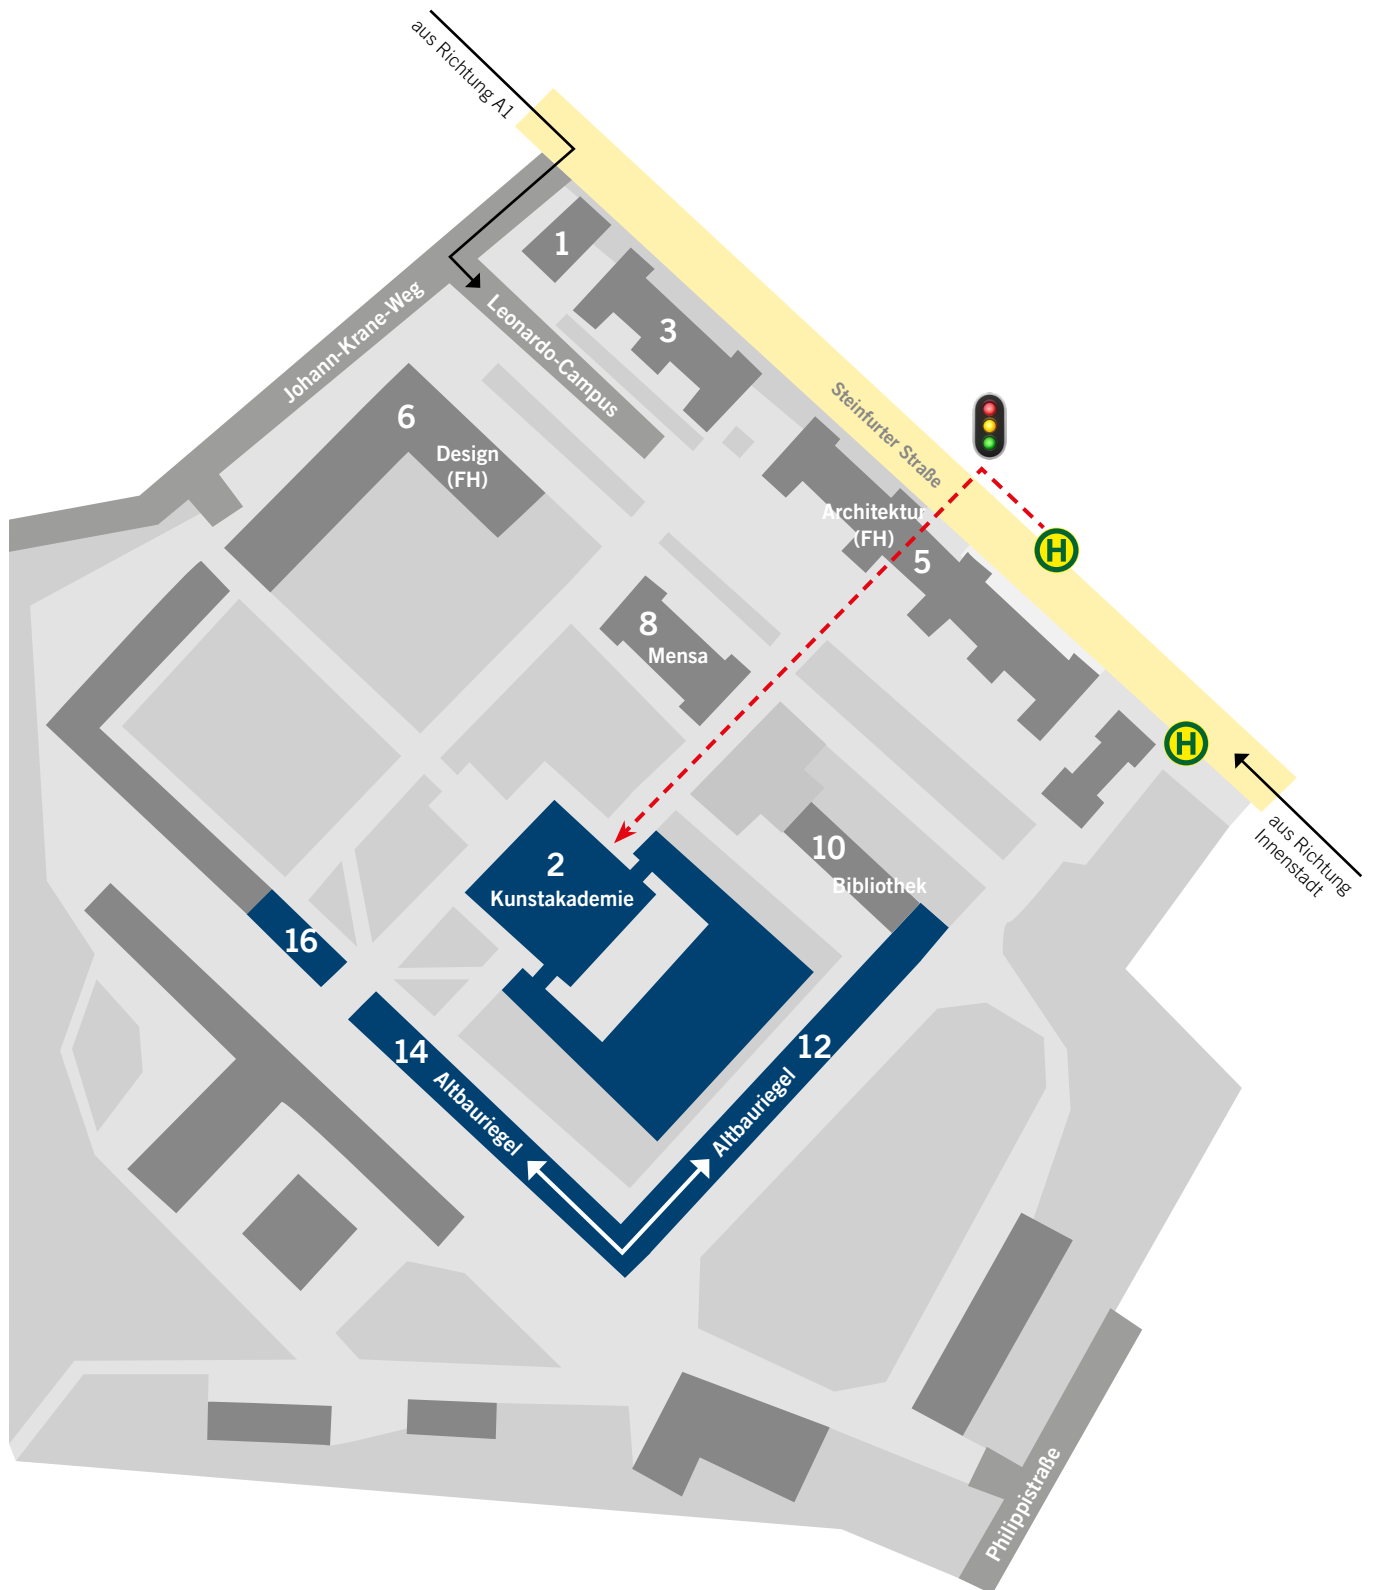 aus Richtung A1
1
3
Johann-Krane-Weg
Leonardo-Campus
6
Design
(FH)
Steinfurter Straße
Architektur
(FH)
5
H
8
Mensa
H
aus Richtung
Innenstadt
10
Bibliothek
2
Kunstakademie
16
14
Altbauriegel
12
Altbauriegel
Philippistraße